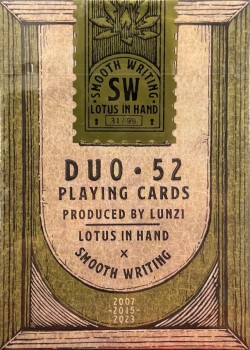 SMOOTH WRITING
SW
LOTUS IN HAND
31/99
DUO • 52
PLAYING CARDS
PRODUCED BY LUNZI
LOTUS IN HAND
×
SMOOTH WRITING
2007
-2015-
2023